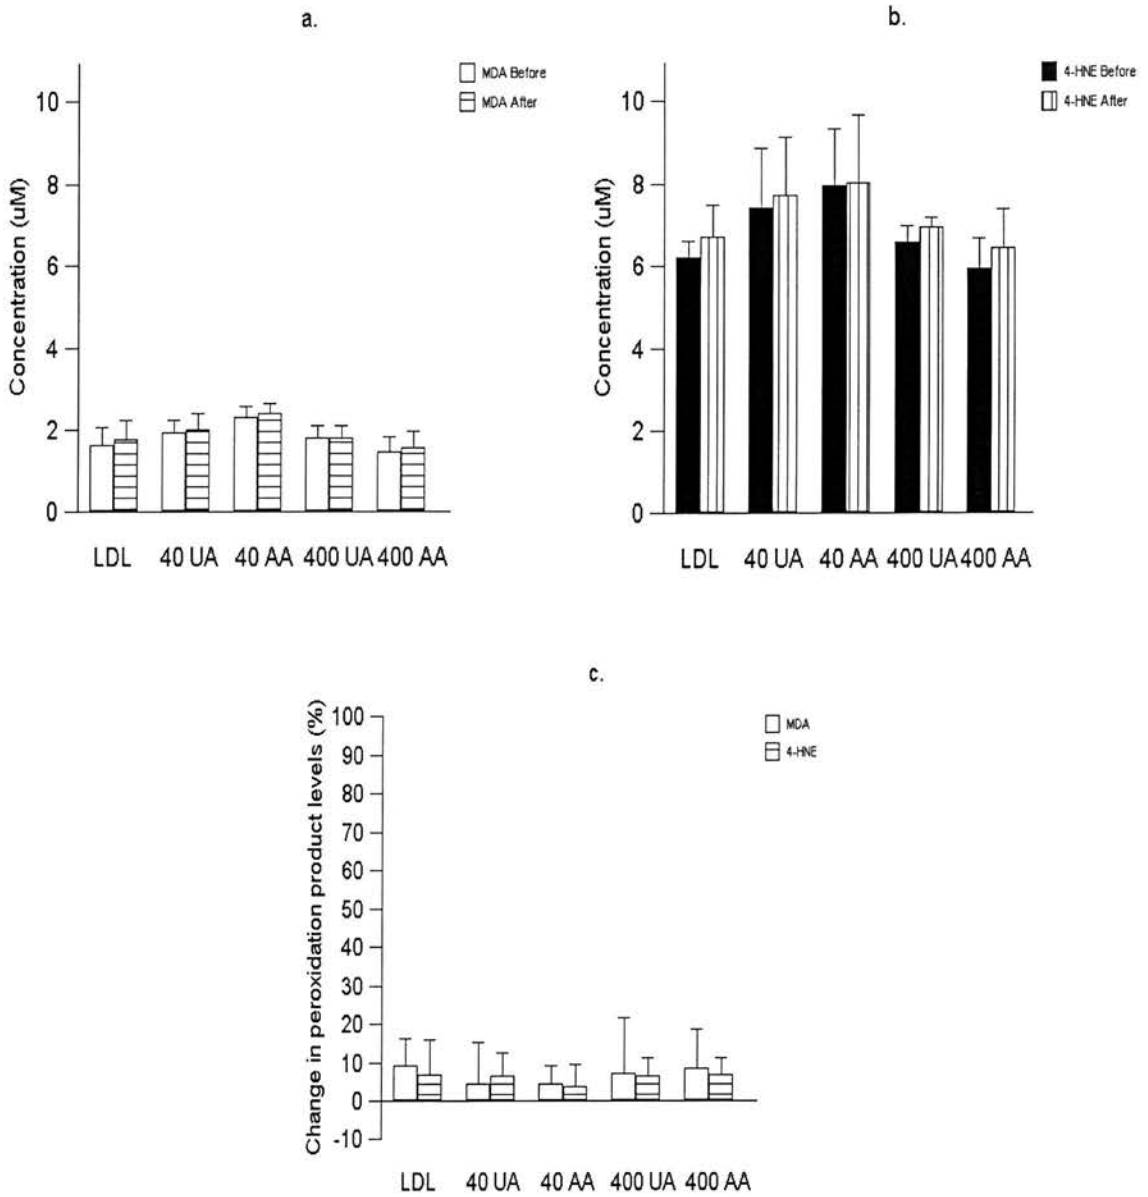 a.
MDA Before
MDA After
Concentration (uM)
10
8
6
4
2
0
LDL 40 UA 40 AA 400 UA 400 AA
b.
4-HNE Before
4-HNE After
Concentration (uM)
10
8
6
4
2
0
LDL 40 UA 40 AA 400 UA 400 AA
c.
MDA
4-HNE
Change in peroxidation product levels (%)
100
90
80
70
60
50
40
30
20
10
0
-10
LDL 40 UA 40 AA 400 UA 400 AA